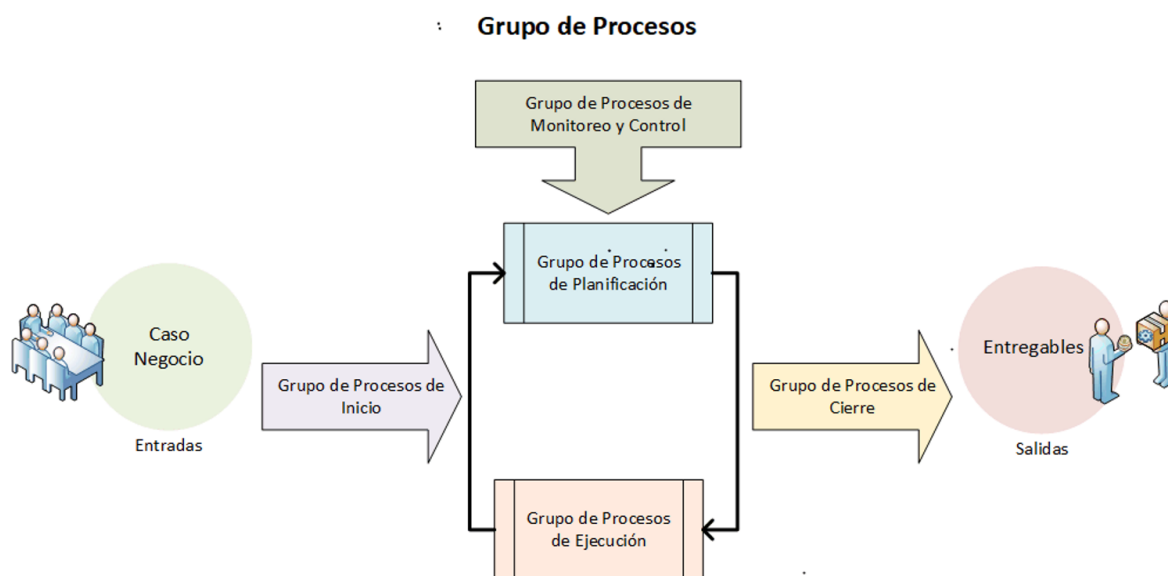 Grupo de Procesos
Grupo de Procesos de
Monitoreo y Control
Grupo de Procesos
de Planificación
Caso
Negocio
Entradas
Grupo de Procesos de
Inicio
Grupo de Procesos de
Cierre
Entregables
Salidas
Grupo de Procesos
de Ejecución